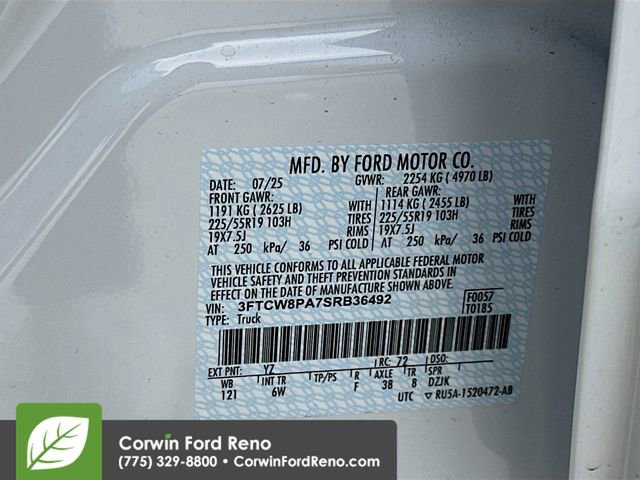 MFD. BY FORD MOTOR CO.
DATE: 07/25 GVWR: 2254 KG ( 4970 LB)
FRONT GAWR: REAR GAWR:
1191 KG ( 2625 LB) WITH 1114 KG ( 2455 LB) WITH
225/55R19 103H TIRES 225/55R19 103H TIRES
19X7.5J RIMS 19X7.5J RIMS
AT 250 kPa/ 36 PSI COLD AT 250 kPa/ 36 PSI COLD
THIS VEHICLE CONFORMS TO ALL APPLICABLE FEDERAL MOTOR
VEHICLE SAFETY AND THEFT PREVENTION STANDARDS IN
EFFECT ON THE DATE OF MANUFACTURE SHOWN ABOVE.
VIN: 3FTCW8PA7SRB36492 F0057
TYPE: Truck T0185
EXT PNT: YZ RC: 72 DSO:
WB INT TR TP/PS R AXLE TR SPR
121 6W F 38 8 DZJK
UTC RU5A-1520472-AB
Corwin Ford Reno
(775) 329-8800 • CorwinFordReno.com